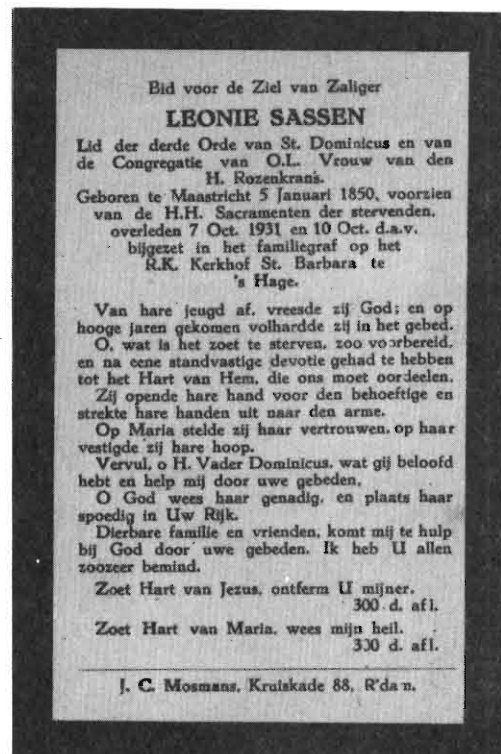 Bid voor de Ziel van Zaliger
LEONIE SASSEN
Lid der derde Orde van St. Dominicus en van
de Congregatie van O.L. Vrouw van den
H. Rozenkrans.
Geboren te Maastricht 5 Januari 1850, voorzien
van de H.H. Sacramenten der stervenden,
overleden 7 Oct. 1931 en 10 Oct. d.a.v.
bijgezet in het familiegraf op het
R.K. Kerkhof St. Barbara te
's Hage.
Van hare jeugd af, vreesde zij God; en op
hooge jaren gekomen volhardde zij in het gebed.
O, wat is het zoet te sterven, zoo voorbereid,
en na eene standvastige devotie gehad te hebben
tot het Hart van Hem, die ons moet oordeelen.
Zij opende hare hand voor den behoeftige en
strekte hare handen uit naar den arme.
Op Maria stelde zij haar vertrouwen, op haar
vestigde zij hare hoop.
Vervul, o H. Vader Dominicus, wat gij beloofd
hebt en help mij door uwe gebeden.
O God wees haar genadig, en plaats haar
spoedig in Uw Rijk.
Dierbare familie en vrienden, komt mij te hulp
bij God door uwe gebeden. Ik heb U allen
zoozeer bemind.
Zoet Hart van Jezus, ontferm U mijner.
300 d. afl.
Zoet Hart van Maria, wees mijn heil.
300 d. afl.
J. C. Mosmans, Kruiskade 88, R'dam.